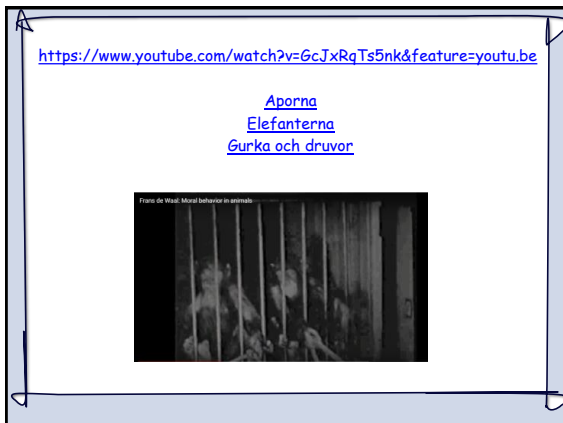 https://www.youtube.com/watch?v=GcJxRqTs5nk&feature=youtu.be
Aporna
Elefanterna
Gurka och druvor
Frans de Waal: Moral behavior in animals